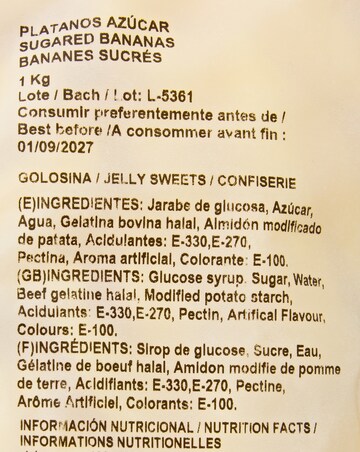 PLATANOS AZÚCAR
SUGARED BANANAS
BANANES SUCRÉS
1 Kg
Lote / Bach / Lot: L-5361
Consumir preferentemente antes de /
Best before /A consommer avant fin :
01/09/2027
GOLOSINA / JELLY SWEETS / CONFISERIE
(E)INGREDIENTES: Jarabe de glucosa, Azúcar,
Agua, Gelatina bovina halal, Almidón modificado
de patata, Acidulantes: E-330,E-270,
Pectina, Aroma artificial, Colorante: E-100.
(GB)INGREDIENTS: Glucose syrup. Sugar, Water,
Beef gelatine halal. Modified potato starch,
Acidulants: E-330,E-270, Pectin, Artifical Flavour,
Colours: E-100.
(F)INGRÉDIENTS: Sirop de glucose, Sucre, Eau,
Gélatine de boeuf halal, Amidon modifie de pomme
de terre, Acidifiants: E-330,E-270, Pectine,
Arôme Artificiel, Colorants: E-100.
INFORMACIÓN NUTRICIONAL / NUTRITION FACTS /
INFORMATIONS NUTRITIONELLES